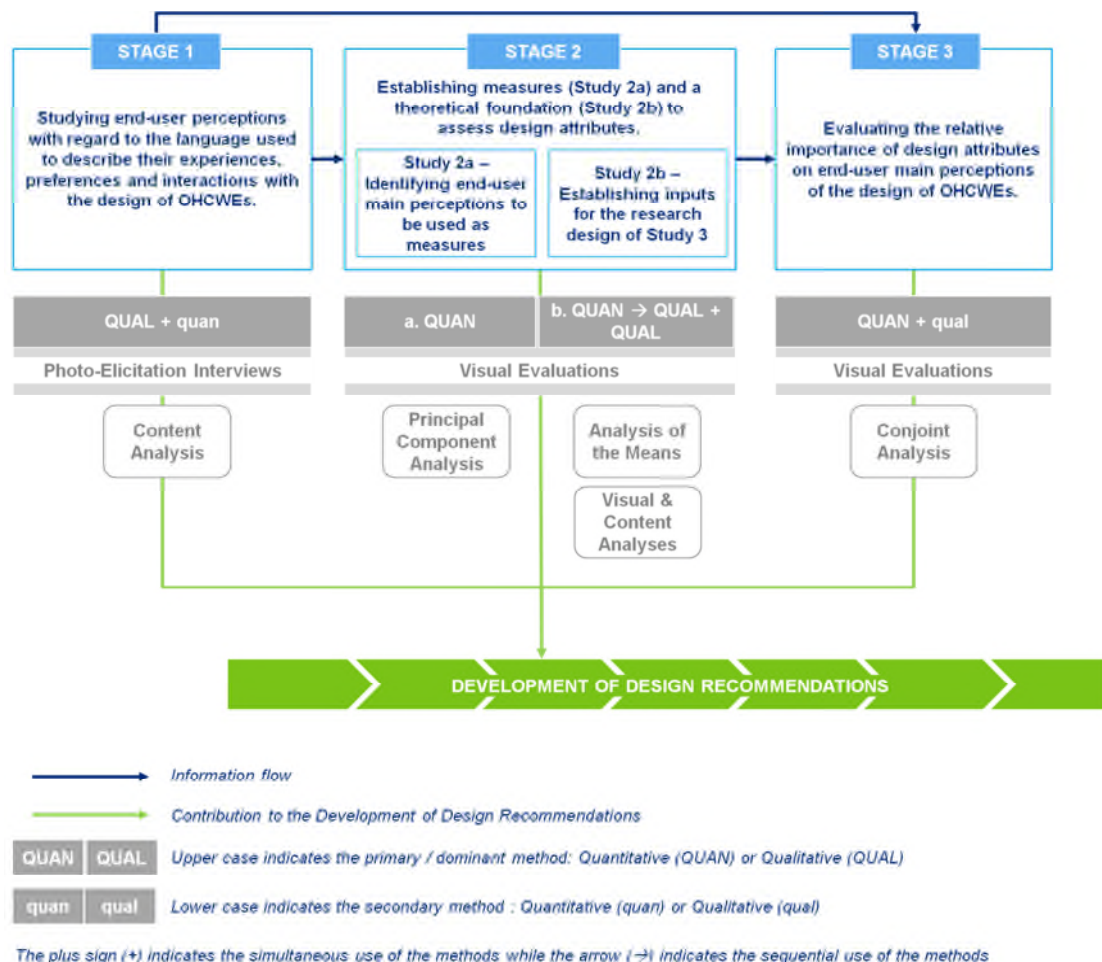 STAGE 1
STAGE 2
STAGE 3
Studying end-user perceptions
with regard to the language used
to describe their experiences,
preferences and interactions with
the design of OHCWEs.
Establishing measures (Study 2a) and a
theoretical foundation (Study 2b) to
assess design attributes.
Study 2a –
Identifying end-user
main perceptions to
be used as
measures
Study 2b –
Establishing inputs
for the research
design of Study 3
Evaluating the relative
importance of design attributes
on end-user main perceptions
of the design of OHCWEs.
QUAL + quan
a. QUAN
b. QUAN → QUAL +
QUAL
QUAN + qual
Photo-Elicitation Interviews
Visual Evaluations
Visual Evaluations
Content
Analysis
Principal
Component
Analysis
Analysis of
the Means
Visual &
Content
Analyses
Conjoint
Analysis
DEVELOPMENT OF DESIGN RECOMMENDATIONS
Information flow
Contribution to the Development of Design Recommendations
QUAN QUAL Upper case indicates the primary / dominant method: Quantitative (QUAN) or Qualitative (QUAL)
quan qual Lower case indicates the secondary method : Quantitative (quan) or Qualitative (qual)
The plus sign (+) indicates the simultaneous use of the methods while the arrow (→) indicates the sequential use of the methods